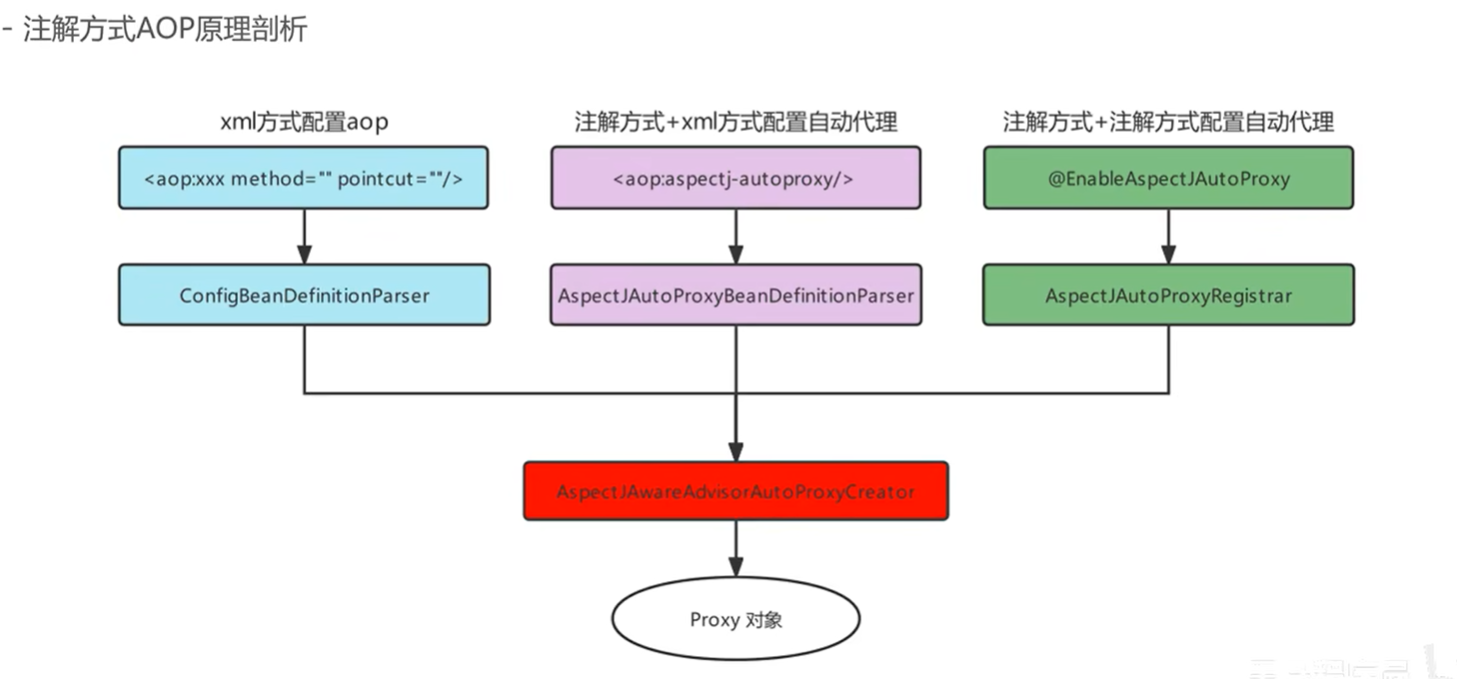 - 注解方式AOP原理剖析
xml方式配置aop
注解方式+xml方式配置自动代理
注解方式+注解方式配置自动代理
<aop:xxx method="" pointcut=""/>
<aop:aspectj-autoproxy/>
@EnableAspectJAutoProxy
ConfigBeanDefinitionParser
AspectJAutoProxyBeanDefinitionParser
AspectJAutoProxyRegistrar
AspectJAwareAdvisorAutoProxyCreator
Proxy 对象